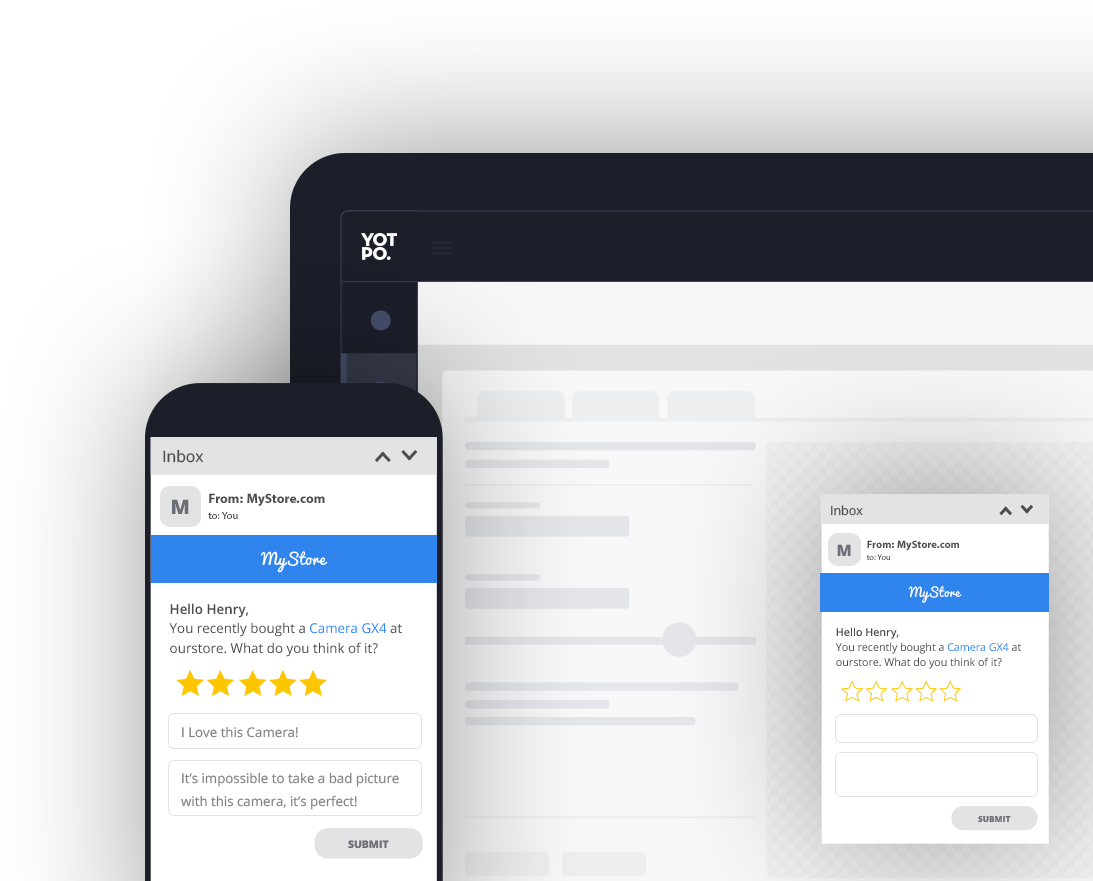 YOT
PO.
Inbox
M
From: MyStore.com
to: You
MyStore
Hello Henry,
You recently bought a Camera GX4 at
ourstore. What do you think of it?
I Love this Camera!
It’s impossible to take a bad picture
with this camera, it’s perfect!
SUBMIT
Inbox
M
From: MyStore.com
to: You
MyStore
Hello Henry,
You recently bought a Camera GX4 at
ourstore. What do you think of it?
SUBMIT